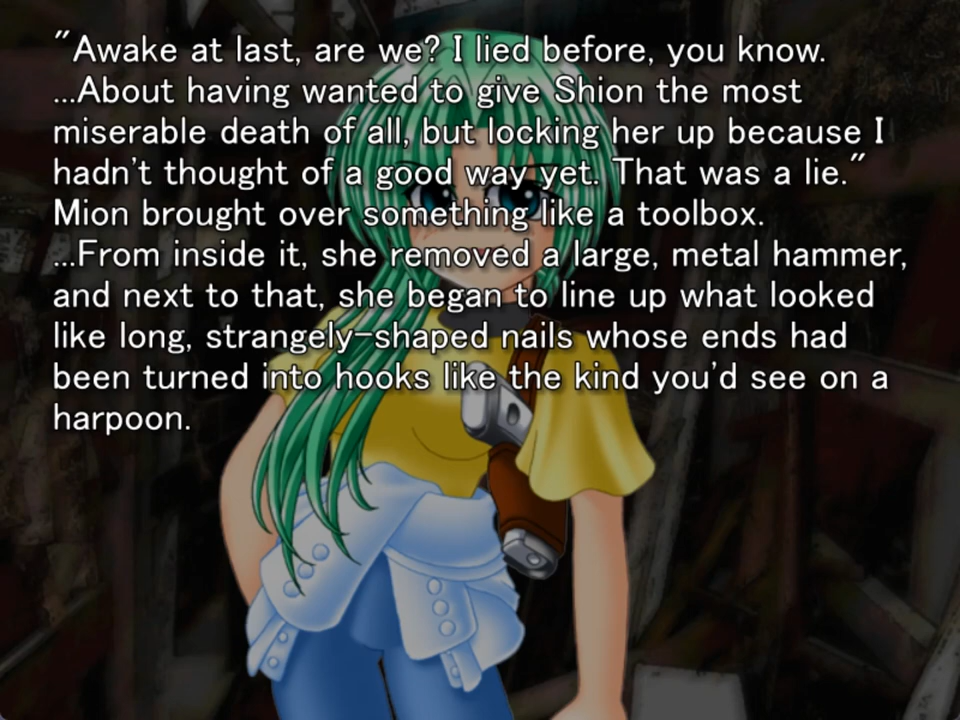 "Awake at last, are we? I lied before, you know.
...About having wanted to give Shion the most
miserable death of all, but locking her up because I
hadn't thought of a good way yet. That was a lie."
Mion brought over something like a toolbox.
...From inside it, she removed a large, metal hammer,
and next to that, she began to line up what looked
like long, strangely-shaped nails whose ends had
been turned into hooks like the kind you'd see on a
harpoon.